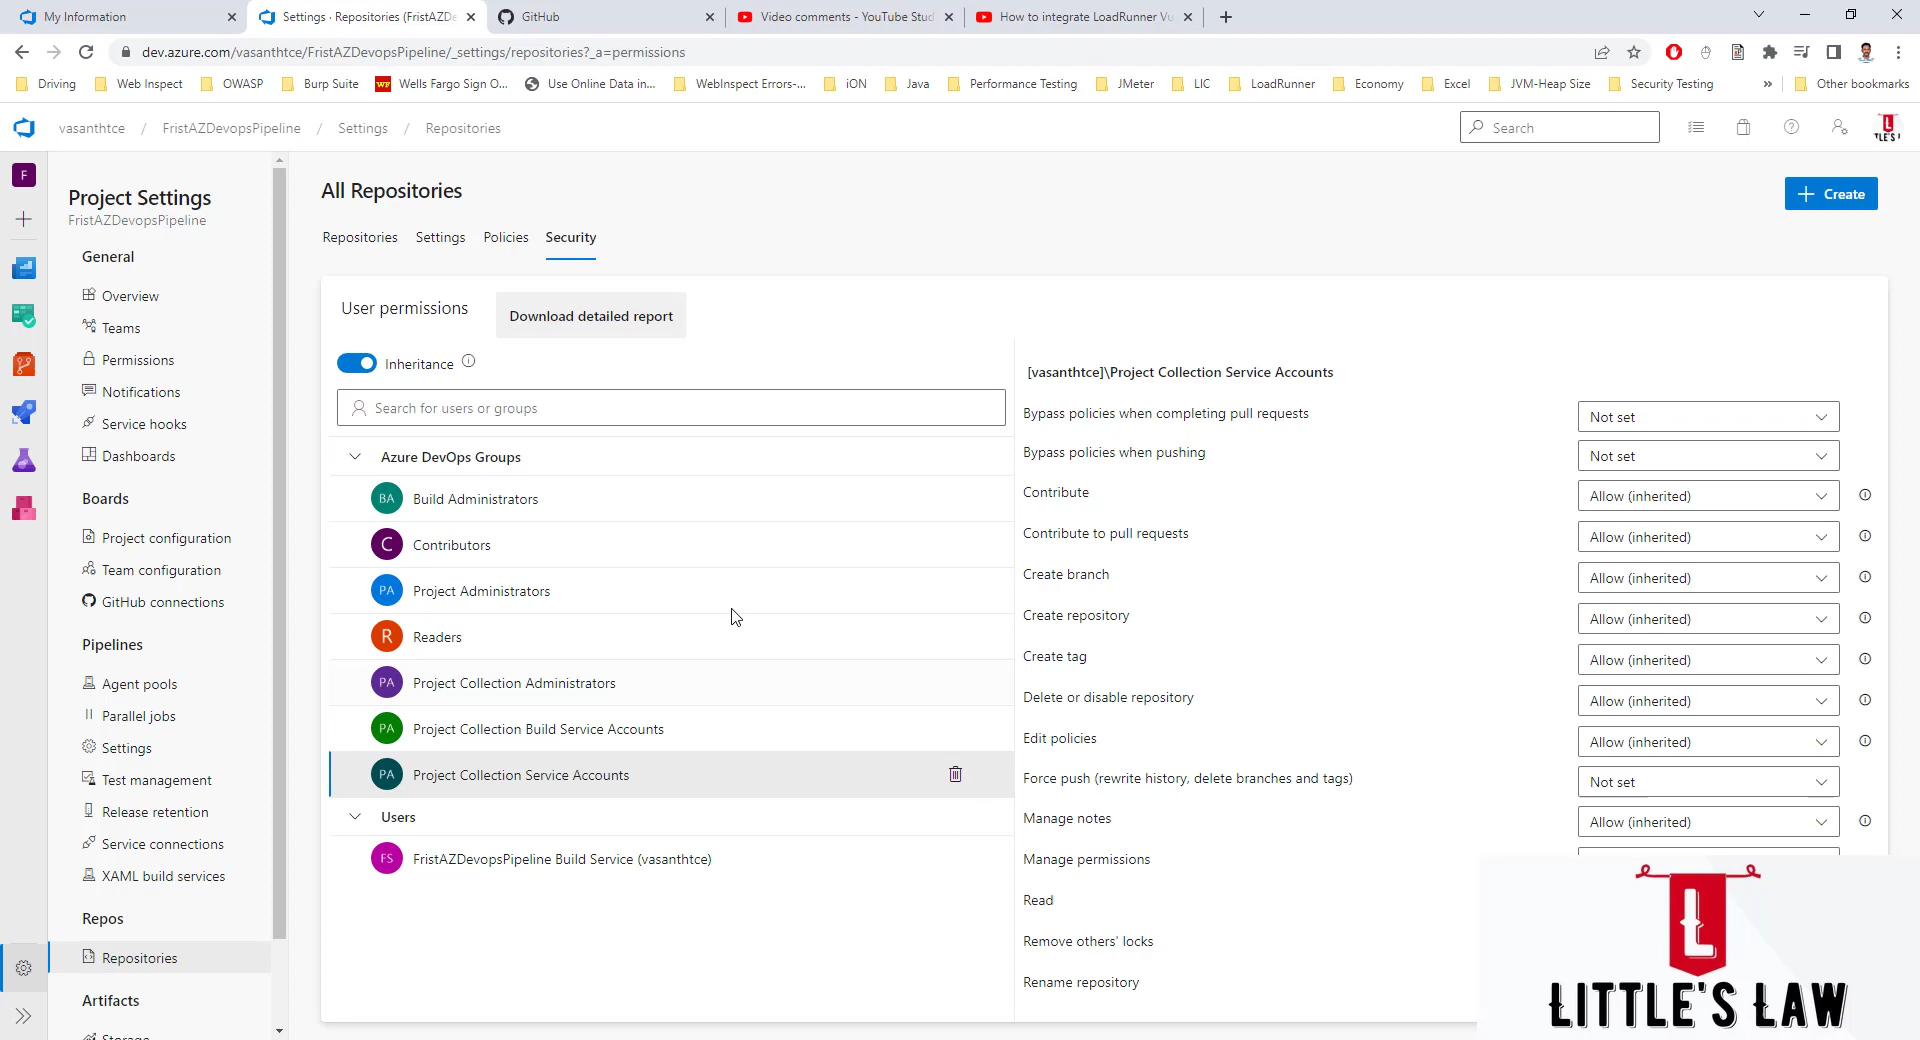 My Information
Settings · Repositories (FristAZDe
GitHub
Video comments - YouTube Stud
How to integrate LoadRunner Vu
dev.azure.com/vasanthtce/FristAZDevopsPipeline/_settings/repositories?_a=permissions
Driving
Web Inspect
OWASP
Burp Suite
WF
Wells Fargo Sign O...
Use Online Data in...
WebInspect Errors-...
iON
Java
Performance Testing
JMeter
LIC
LoadRunner
Economy
Excel
JVM-Heap Size
Security Testing
»
Other bookmarks
vasanthtce / FristAZDevopsPipeline / Settings / Repositories
Search
F
Project Settings
FristAZDevopsPipeline
General
Overview
Teams
Permissions
Notifications
Service hooks
Dashboards
Boards
Project configuration
Team configuration
GitHub connections
Pipelines
Agent pools
Parallel jobs
Settings
Test management
Release retention
Service connections
XAML build services
Repos
Repositories
Artifacts
Storage
All Repositories
Create
Repositories
Settings
Policies
Security
User permissions
Download detailed report
Inheritance
Search for users or groups
Azure DevOps Groups
BA Build Administrators
C Contributors
PA Project Administrators
R Readers
PA Project Collection Administrators
PA Project Collection Build Service Accounts
PA Project Collection Service Accounts
Users
FS FristAZDevopsPipeline Build Service (vasanthtce)
[vasanthtce]\Project Collection Service Accounts
Bypass policies when completing pull requests Not set
Bypass policies when pushing Not set
Contribute Allow (inherited)
Contribute to pull requests Allow (inherited)
Create branch Allow (inherited)
Create repository Allow (inherited)
Create tag Allow (inherited)
Delete or disable repository Allow (inherited)
Edit policies Allow (inherited)
Force push (rewrite history, delete branches and tags) Not set
Manage notes Allow (inherited)
Manage permissions
Read
Remove others' locks
Rename repository
L
LITTLE'S LAW